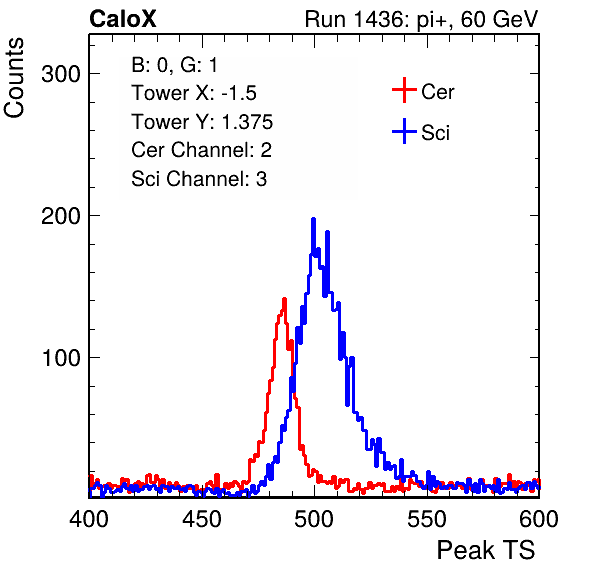 CaloX Run 1436: pi+, 60 GeV
Counts
B: 0, G: 1
Tower X: -1.5
Tower Y: 1.375
Cer Channel: 2
Sci Channel: 3
Cer
Sci
300
200
100
400 450 500 550 600
Peak TS